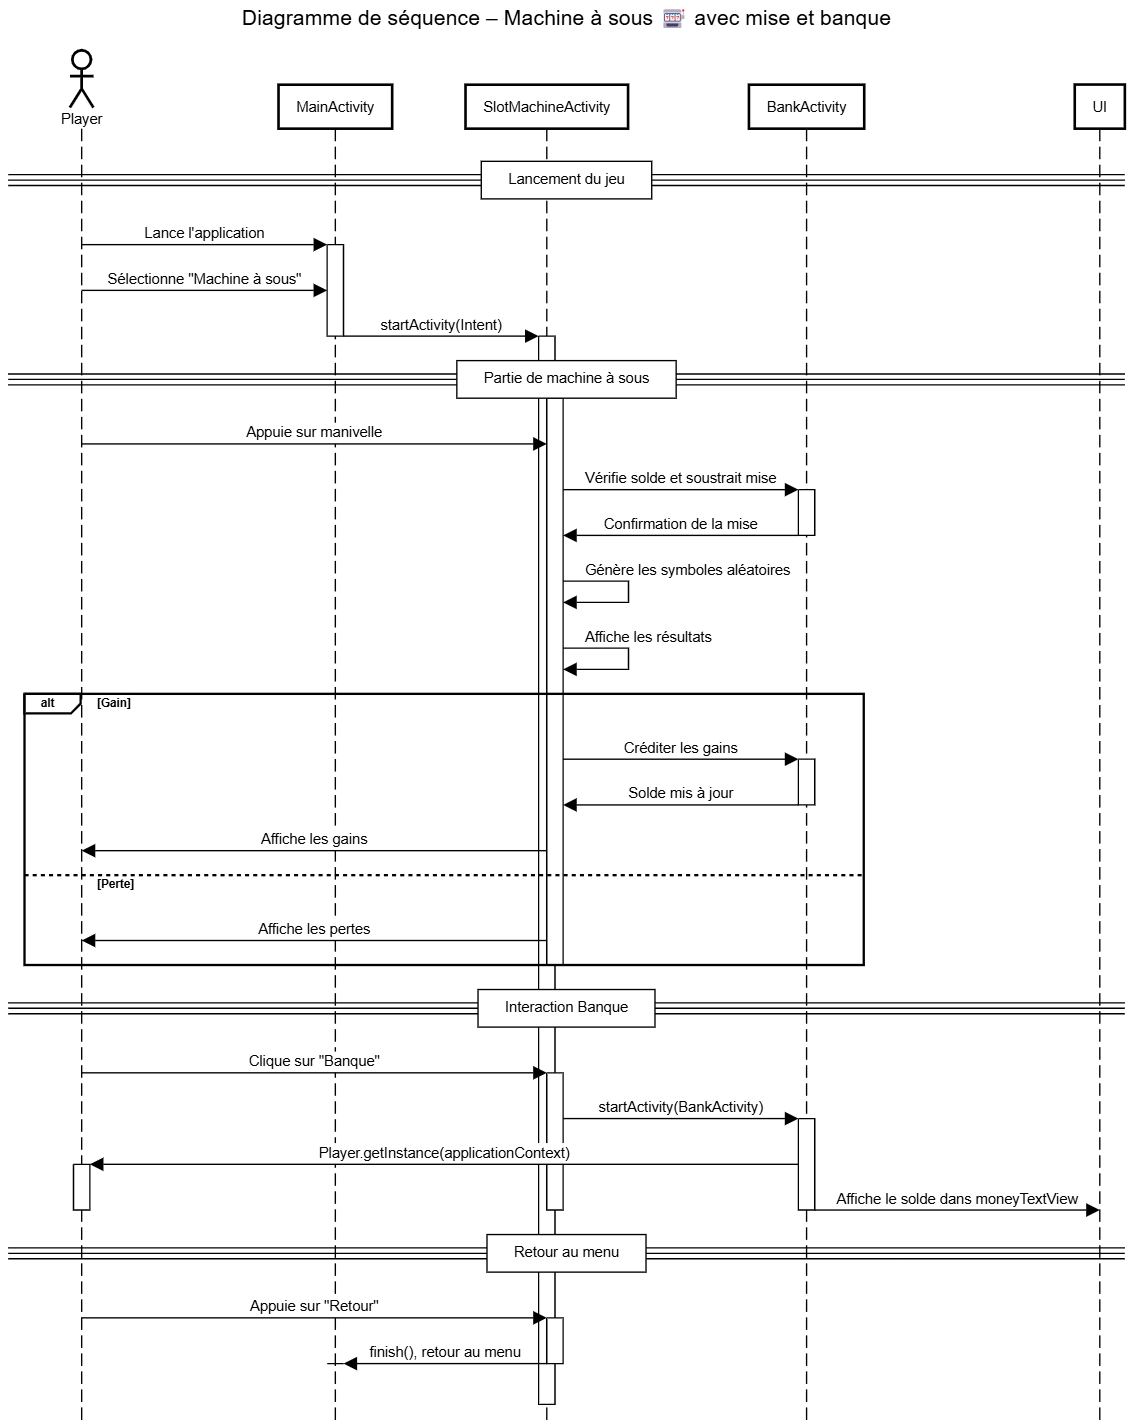 Diagramme de séquence – Machine à sous 🎰 avec mise et banque
Player
MainActivity
SlotMachineActivity
BankActivity
UI
Lancement du jeu
Lance l'application
Sélectionne "Machine à sous"
startActivity(Intent)
Partie de machine à sous
Appuie sur manivelle
Vérifie solde et soustrait mise
Confirmation de la mise
Génère les symboles aléatoires
Affiche les résultats
alt
[Gain]
Créditer les gains
Solde mis à jour
Affiche les gains
[Perte]
Affiche les pertes
Interaction Banque
Clique sur "Banque"
startActivity(BankActivity)
Player.getInstance(applicationContext)
Affiche le solde dans moneyTextView
Retour au menu
Appuie sur "Retour"
finish(), retour au menu